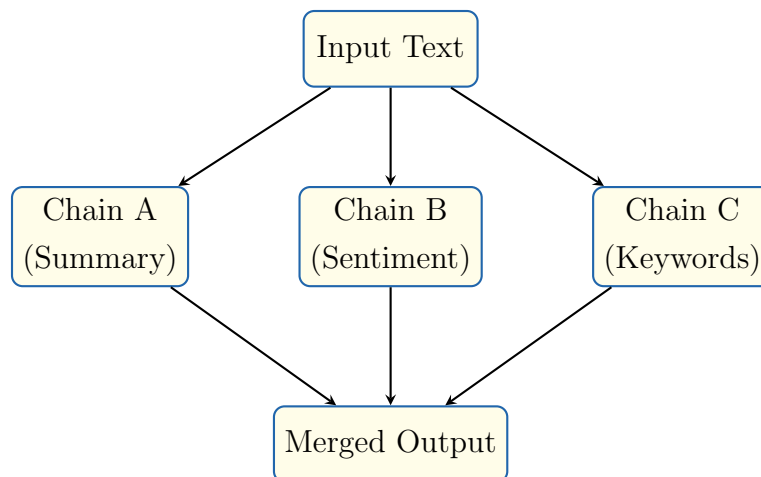 Input Text
Chain A
(Summary)
Chain B
(Sentiment)
Chain C
(Keywords)
Merged Output